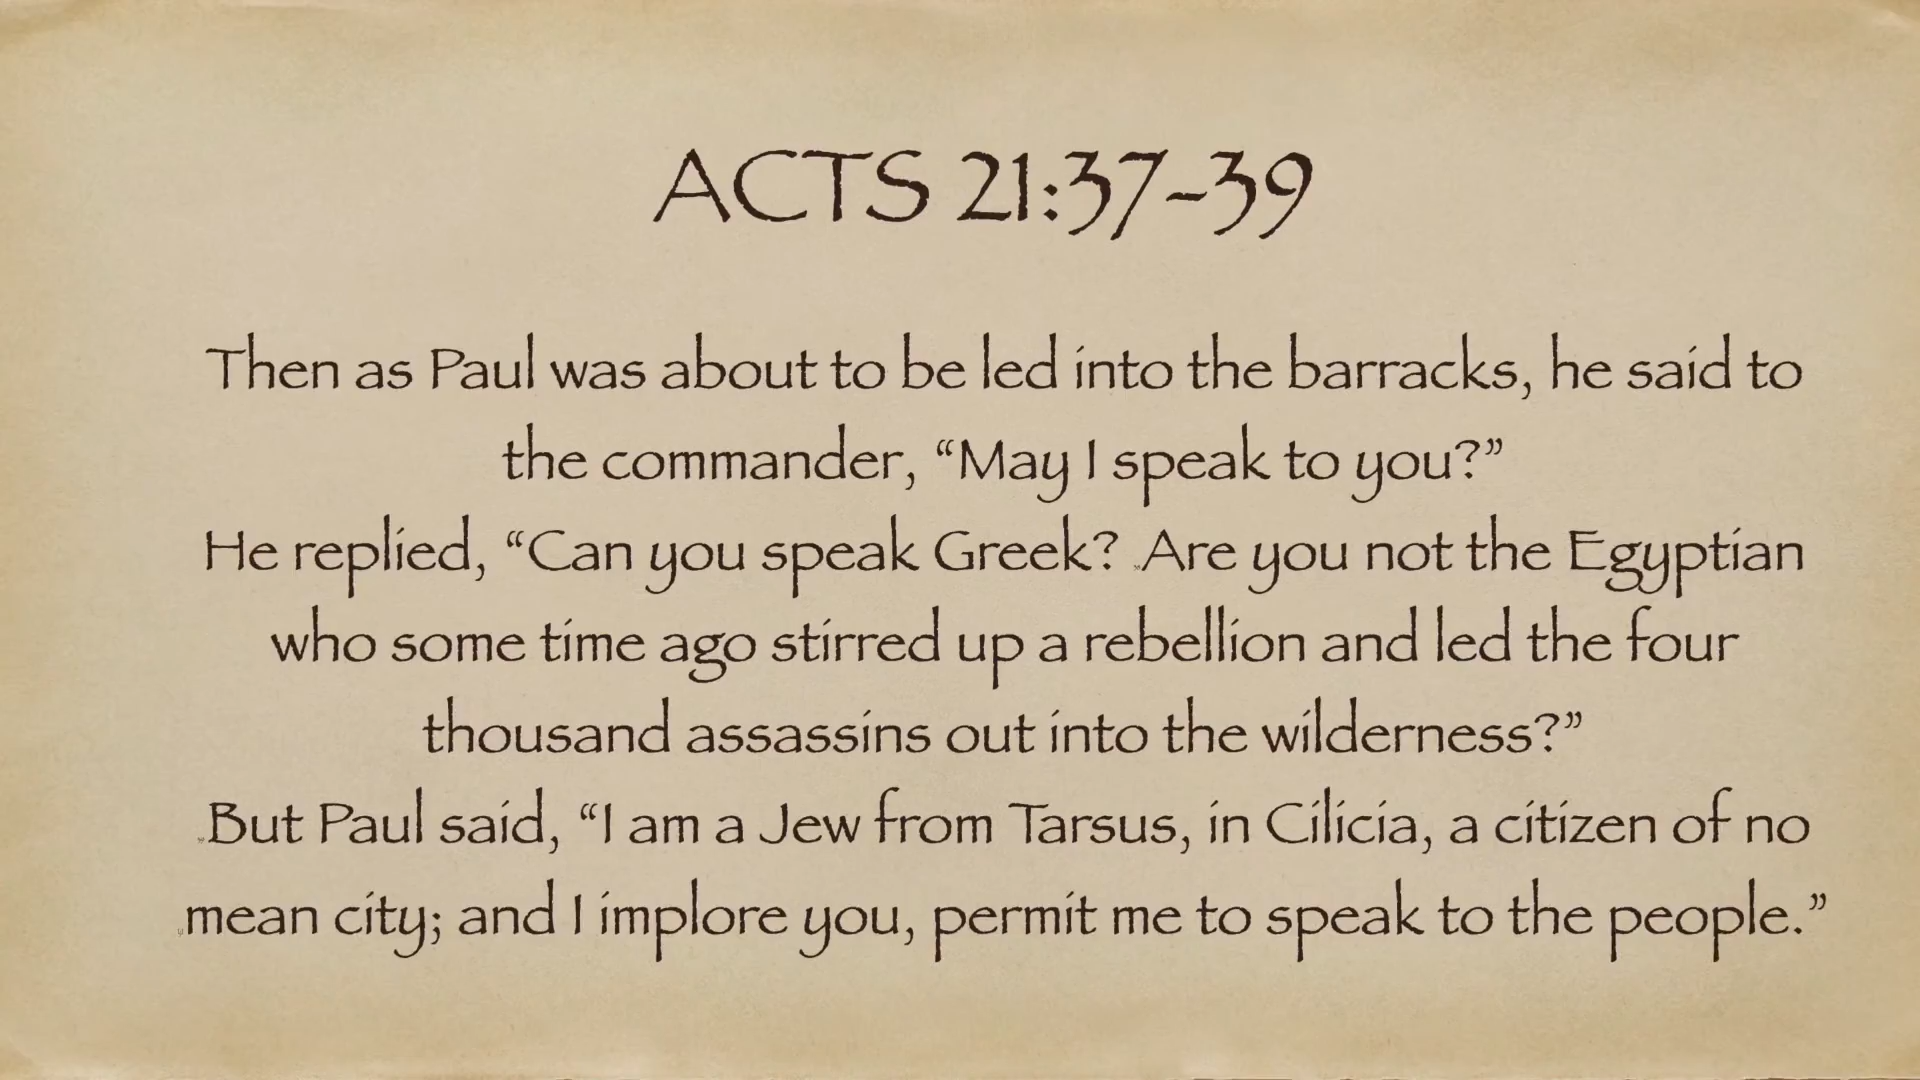 ACTS 21:37-39
Then as Paul was about to be led into the barracks, he said to
the commander, “May I speak to you?”
He replied, “Can you speak Greek? Are you not the Egyptian
who some time ago stirred up a rebellion and led the four
thousand assassins out into the wilderness?”
But Paul said, “I am a Jew from Tarsus, in Cilicia, a citizen of no
mean city; and I implore you, permit me to speak to the people.”